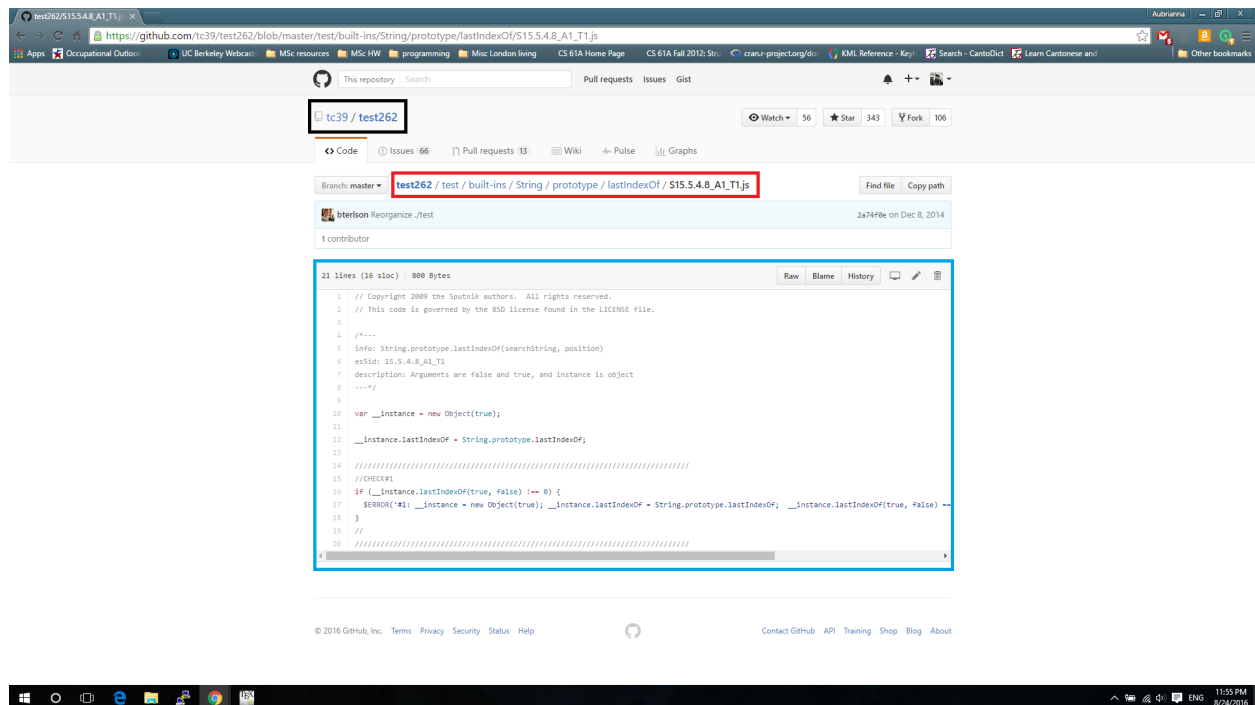 test262/S15.5.4.8_A1_T1.js
Aubrianna
https://github.com/tc39/test262/blob/master/test/built-ins/String/prototype/lastIndexOf/S15.5.4.8_A1_T1.js
Apps Occupational Outlook UC Berkeley Webcasts MSc resources MSc HW programming Misc London living CS 61A Home Page CS 61A Fall 2012: Stru KML Reference - Keyh Search - CantoDict Learn Cantonese and Other bookmarks
This repository Search Pull requests Issues Gist
tc39 / test262 Watch 56 Star 343 Fork 106
Code Issues 66 Pull requests 13 Wiki Pulse Graphs
Branch: master test262 / test / built-ins / String / prototype / lastIndexOf / S15.5.4.8_A1_T1.js Find file Copy path
bterlson Reorganize ./test 2a74f0e on Dec 8, 2014
1 contributor
21 lines (16 sloc) 800 Bytes Raw Blame History
1 // Copyright 2009 the Sputnik authors.  All rights reserved.
2 // This code is governed by the BSD license found in the LICENSE file.
3
4 /*---
5 info: String.prototype.lastIndexOf(searchString, position)
6 es5id: 15.5.4.8_A1_T1
7 description: Arguments are false and true, and instance is object
8 ---*/
9
10 var __instance = new Object(true);
11
12 __instance.lastIndexOf = String.prototype.lastIndexOf;
13
14 //////////////////////////////////////////////////////////////////////////////
15 //CHECK#1
16 if (__instance.lastIndexOf(true, false) !== 0) {
17   $ERROR('#1: __instance = new Object(true); __instance.lastIndexOf = String.prototype.lastIndexOf;  __instance.lastIndexOf(true, false) ==
18 }
19 //
20 //////////////////////////////////////////////////////////////////////////////
© 2016 GitHub, Inc. Terms Privacy Security Status Help Contact GitHub API Training Shop Blog About
ENG 11:55 PM
8/24/2016